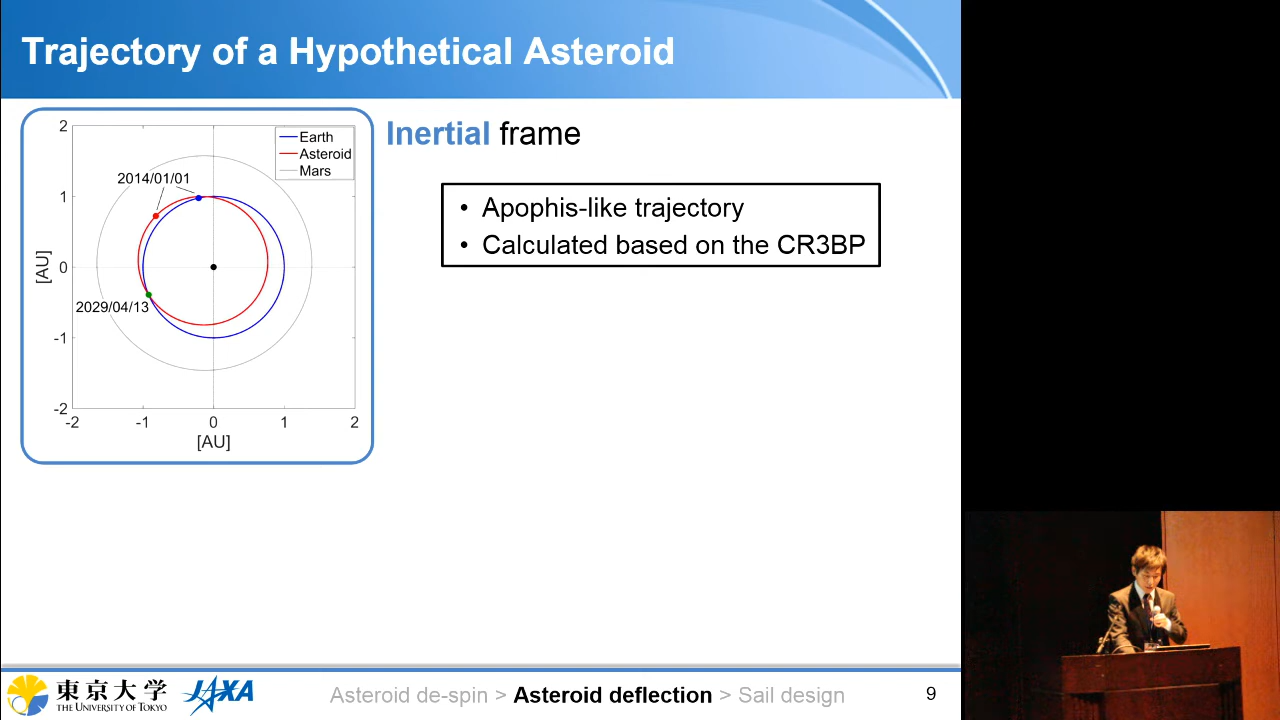 Trajectory of a Hypothetical Asteroid
Inertial frame
• Apophis-like trajectory
• Calculated based on the CR3BP
Earth
Asteroid
Mars
2014/01/01
2029/04/13
2
1
0
-1
-2
[AU]
-2 -1 0 1 2
[AU]
東京大学
THE UNIVERSITY OF TOKYO
JAXA
Asteroid de-spin > Asteroid deflection > Sail design
9